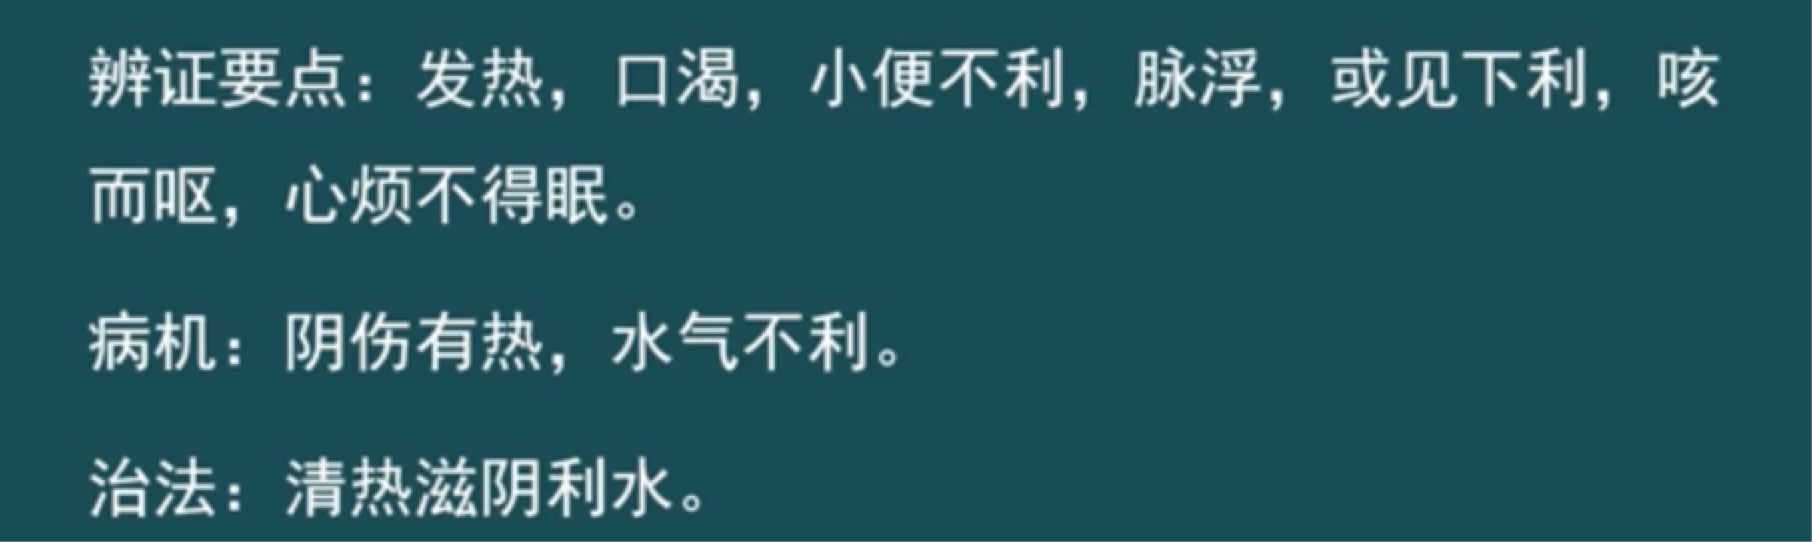 辨证要点：发热，口渴，小便不利，脉浮，或见下利，咳
而呕，心烦不得眠。
病机：阴伤有热，水气不利。
治法：清热滋阴利水。